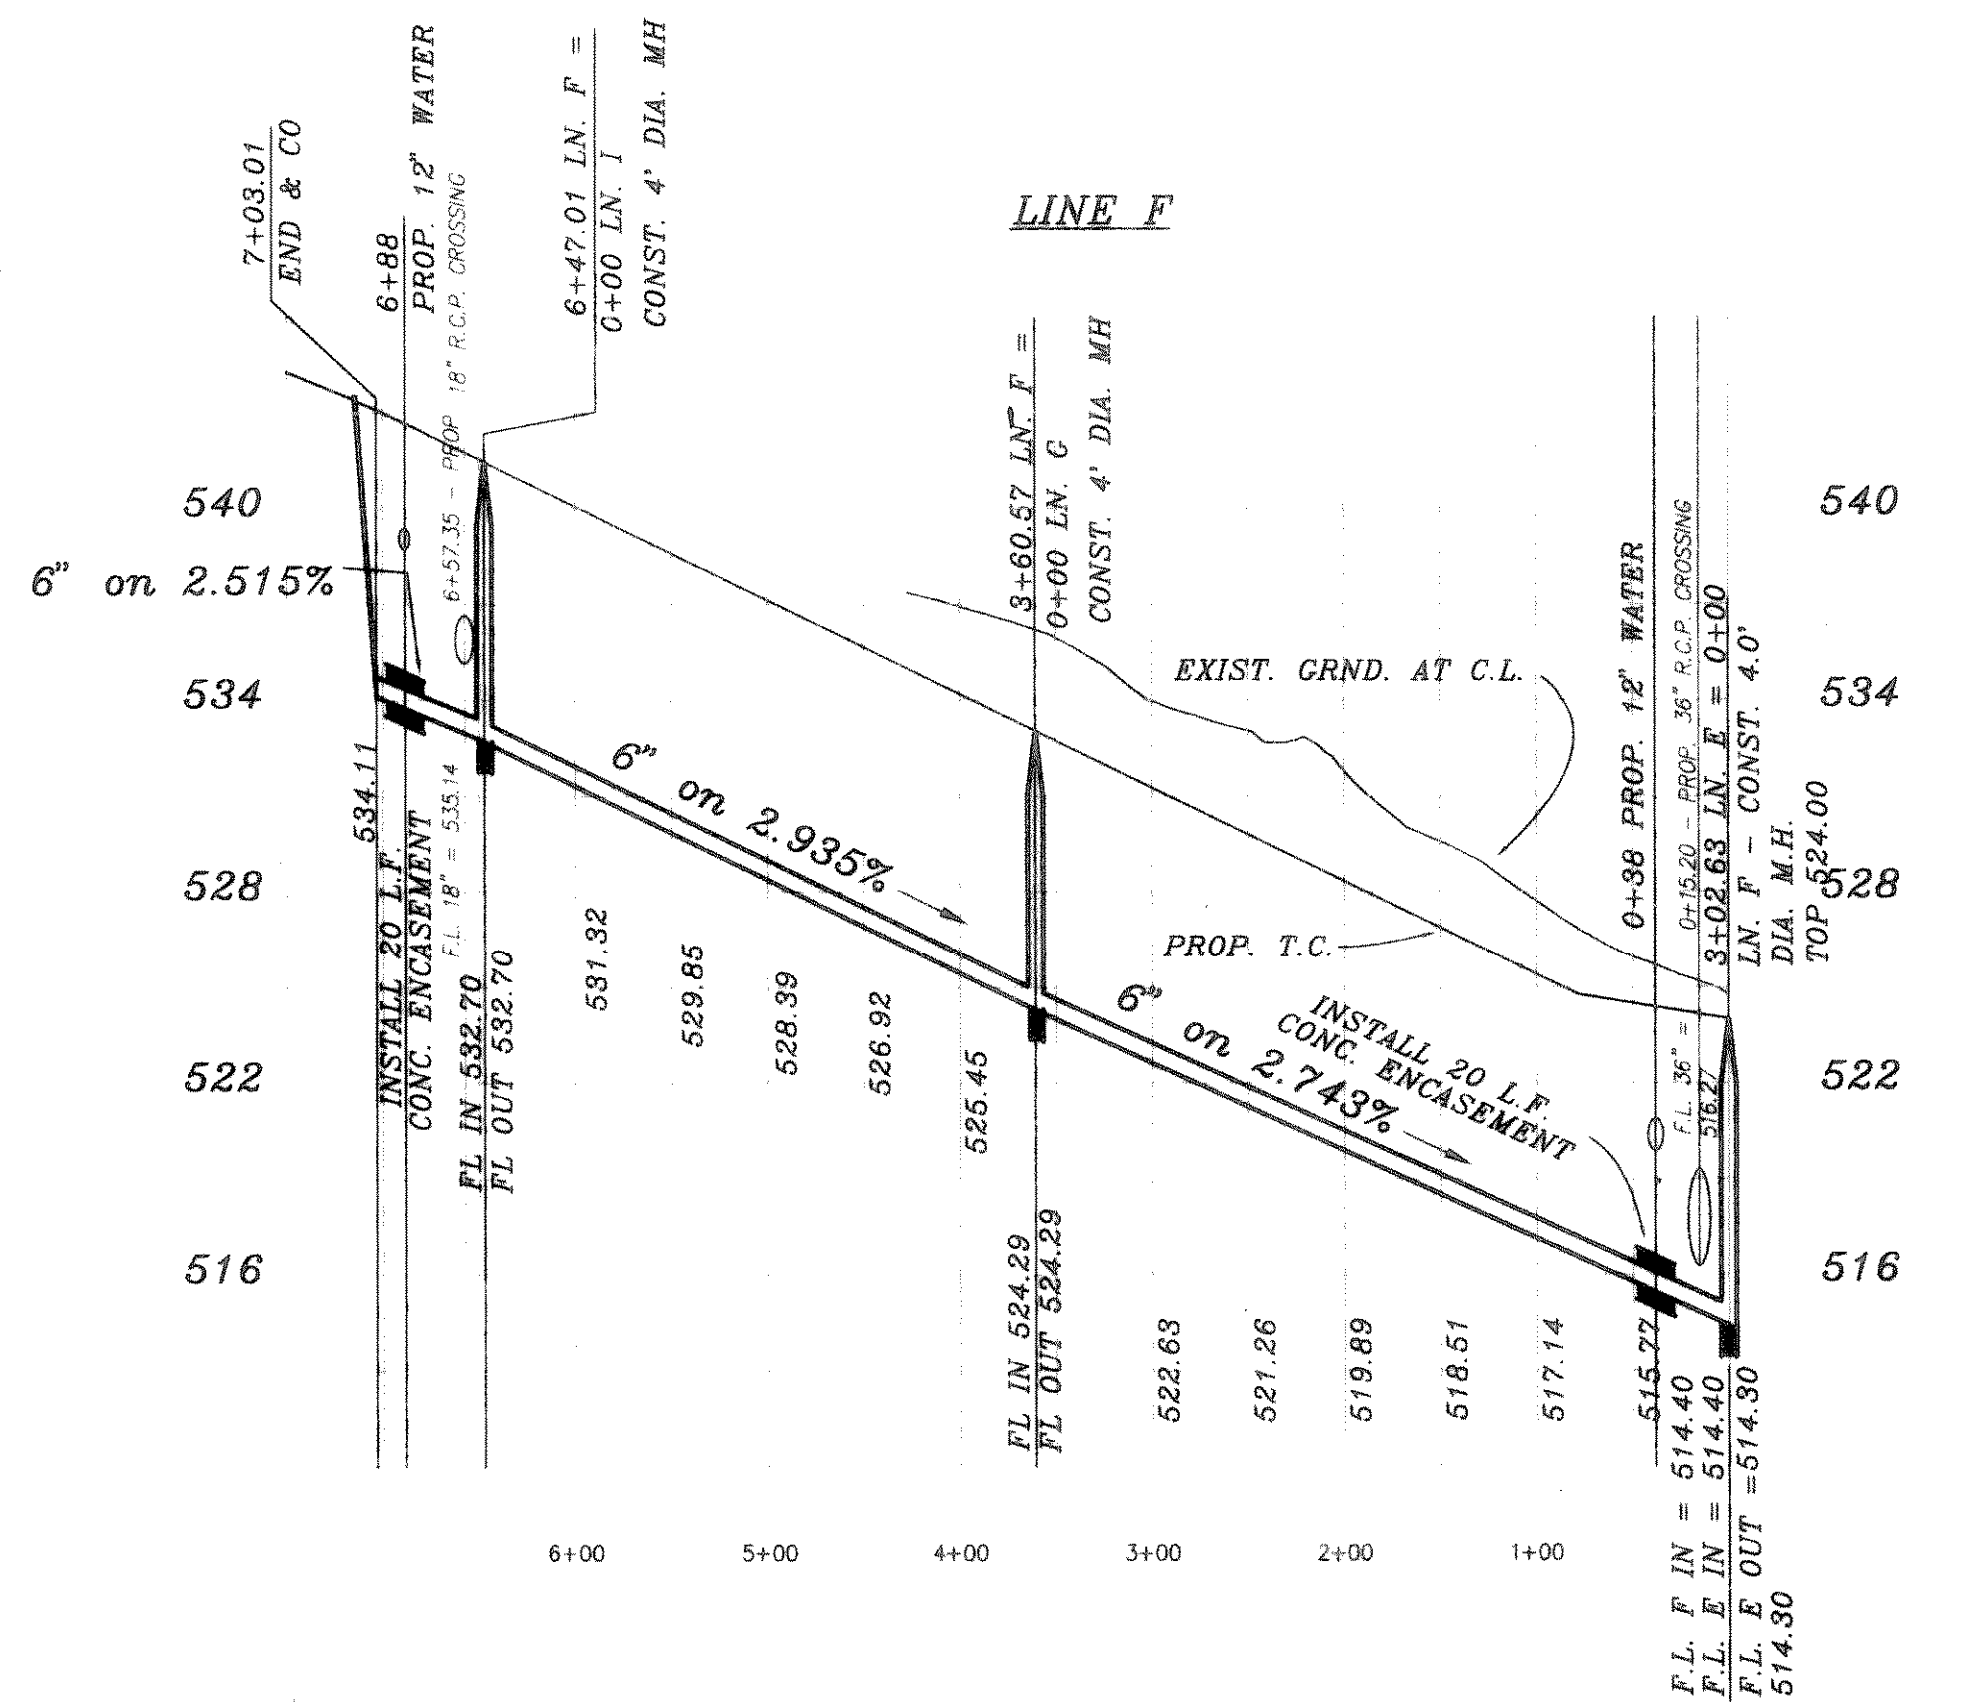 LINE F
7+03.01
END & CO
6+88
PROP. 12" WATER
6+57.35 - PROP 18" R.C.P. CROSSING
6+47.01 LN. F =
0+00 LN. I
CONST. 4' DIA. MH
3+60.57 LN. F =
0+00 LN. G
CONST. 4' DIA. MH
0+38 PROP. 12" WATER
0+15.20 - PROP. 36" R.C.P. CROSSING
3+02.63 LN. E = 0+00
LN. F - CONST. 4.0'
DIA. M.H.
TOP 524.00
540
534
528
522
516
540
534
528
522
516
6" on 2.515%
6" on 2.935%
6" on 2.743%
EXIST. GRND. AT C.L.
PROP. T.C.
INSTALL 20 L.F.
CONC. ENCASEMENT
534.11
INSTALL 20 L.F.
CONC. ENCASEMENT
F.L. 18" = 535.14
FL IN 532.70
FL OUT 532.70
531.32
529.85
528.39
526.92
525.45
FL IN 524.29
FL OUT 524.29
522.63
521.26
519.89
518.51
517.14
515.77
F.L. 36" =
516.27
F.L. F IN = 514.40
F.L. E IN = 514.40
F.L. E OUT =514.30
514.30
6+00
5+00
4+00
3+00
2+00
1+00